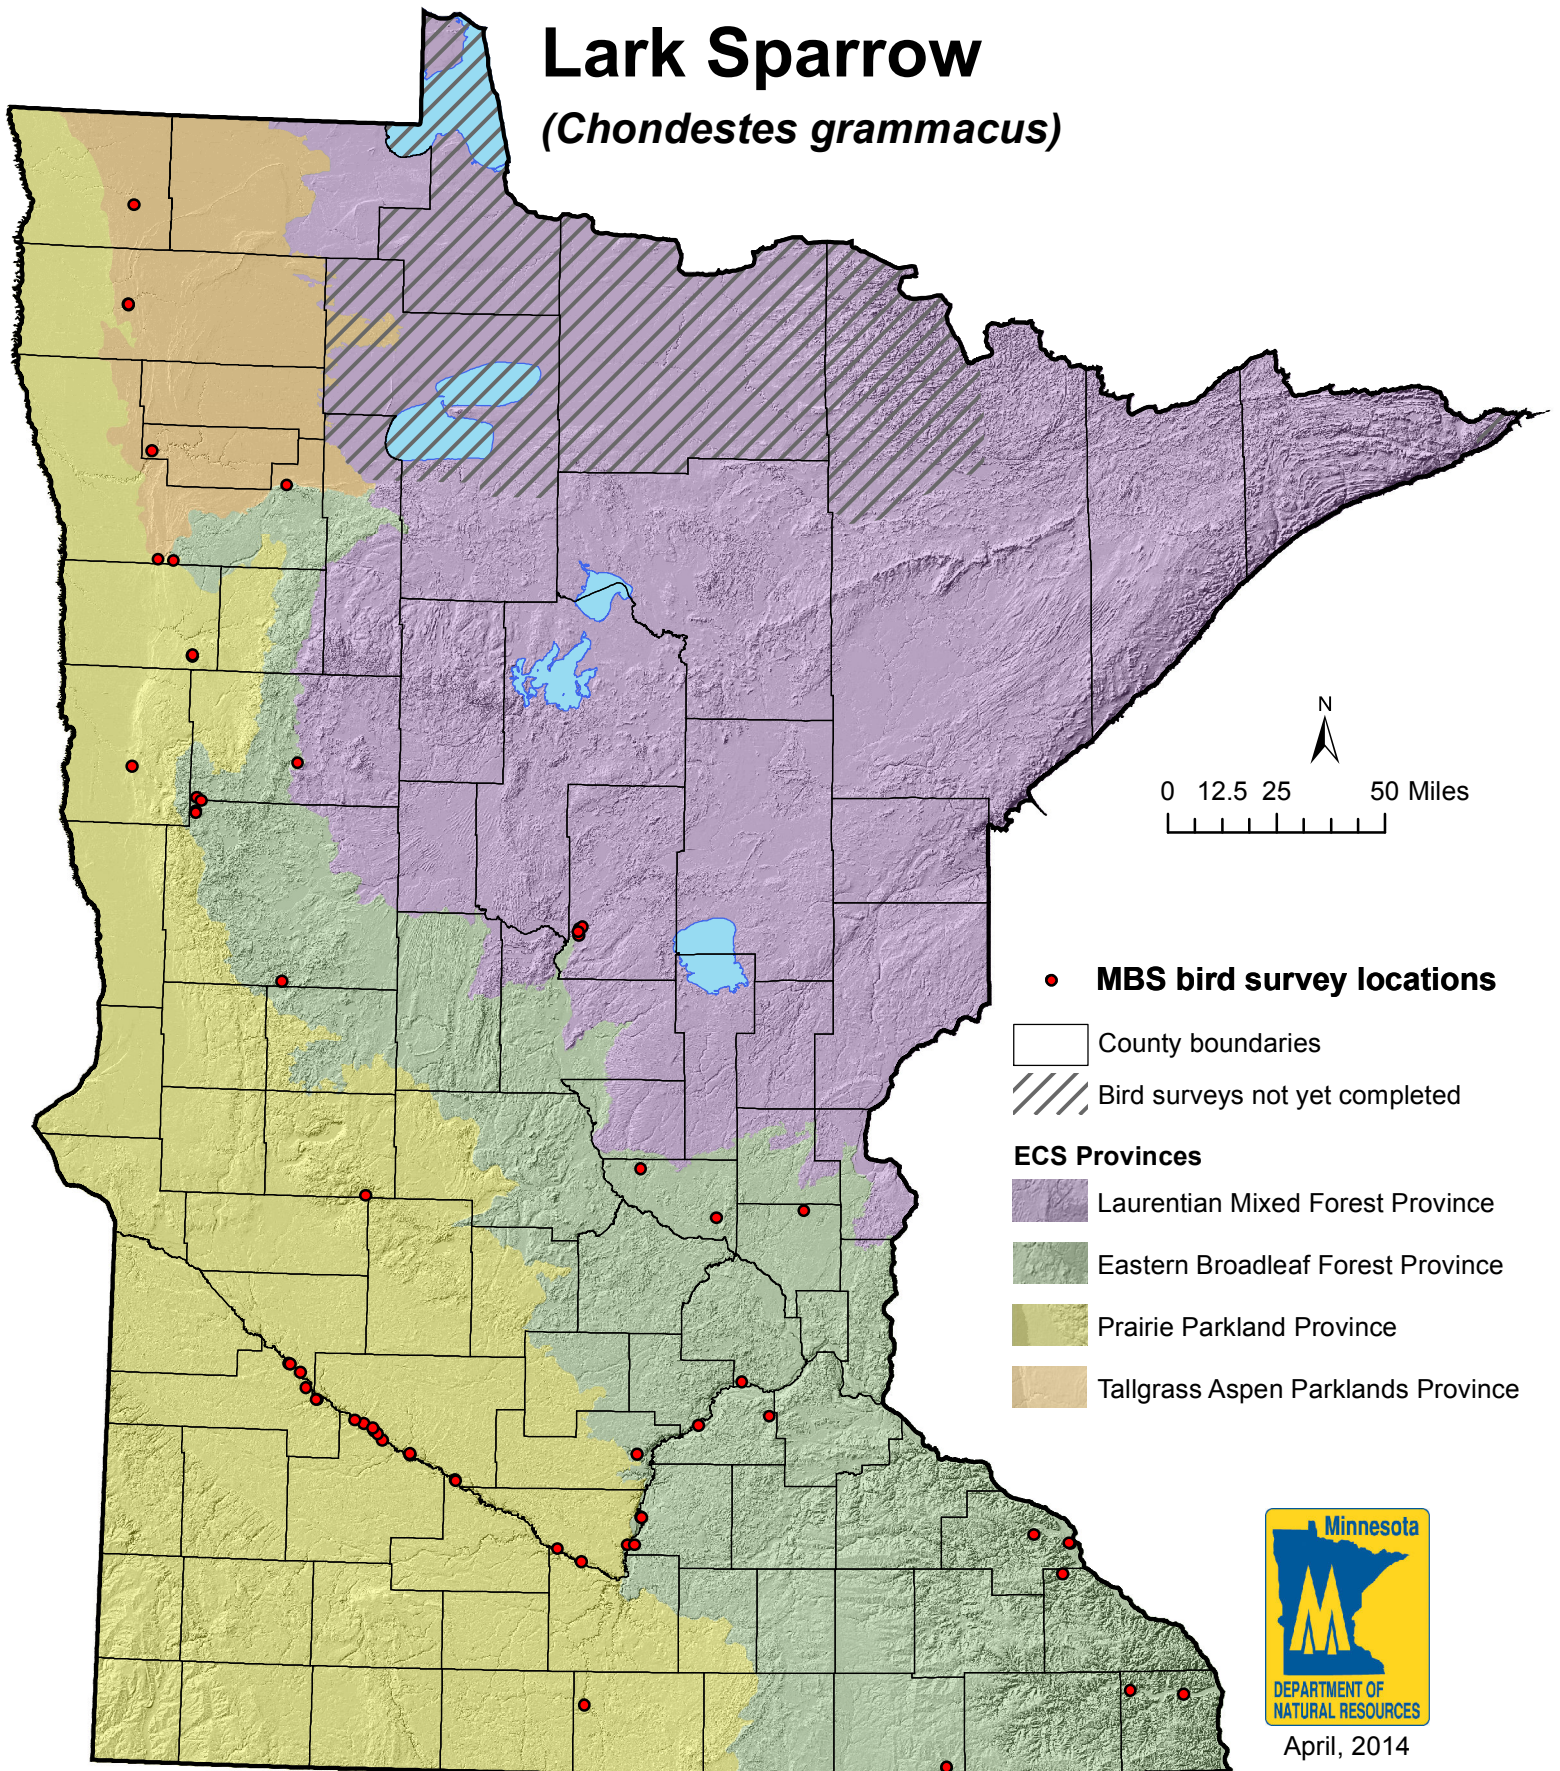 Lark Sparrow
(Chondestes grammacus)
N
0 12.5 25 50 Miles
MBS bird survey locations
County boundaries
Bird surveys not yet completed
ECS Provinces
Laurentian Mixed Forest Province
Eastern Broadleaf Forest Province
Prairie Parkland Province
Tallgrass Aspen Parklands Province
Minnesota
DEPARTMENT OF
NATURAL RESOURCES
April, 2014